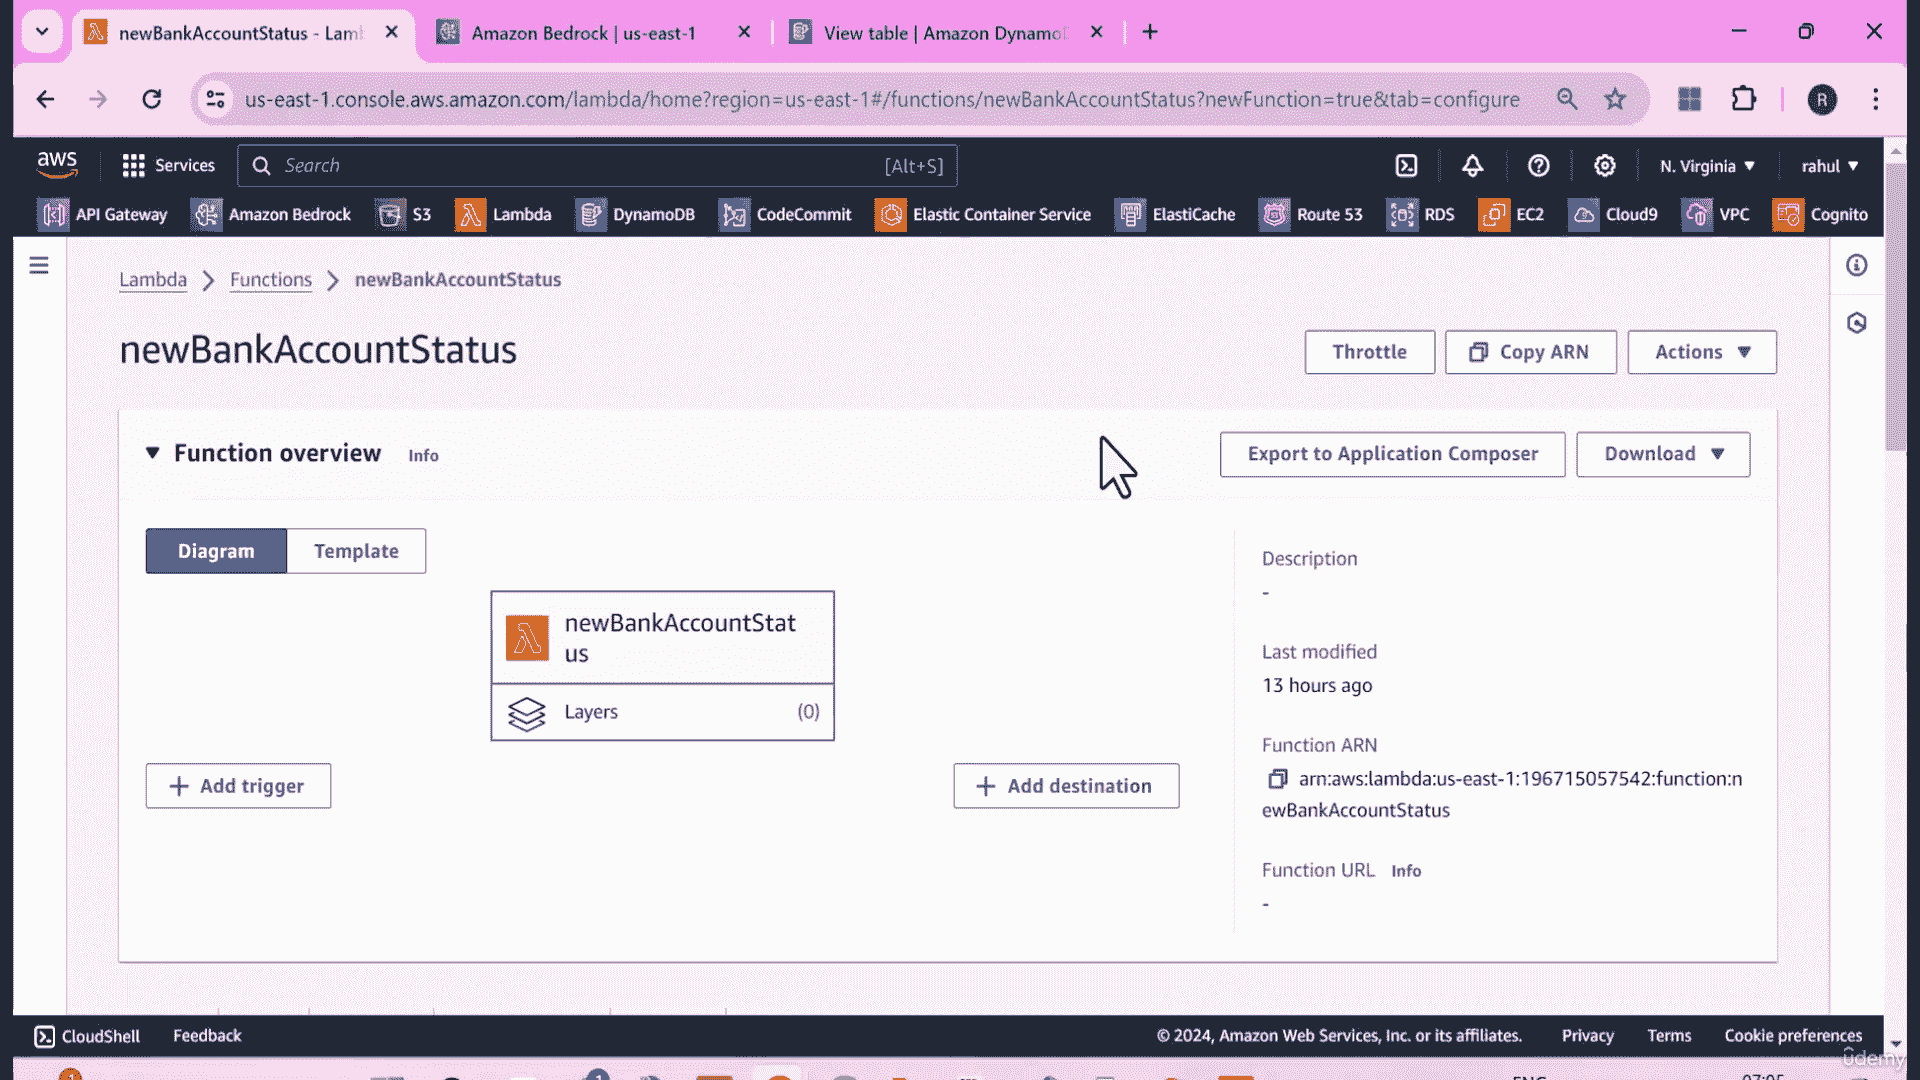 newBankAccountStatus - Lam
Amazon Bedrock | us-east-1
View table | Amazon Dynamo
us-east-1.console.aws.amazon.com/lambda/home?region=us-east-1#/functions/newBankAccountStatus?newFunction=true&tab=configure
R
aws
Services
Search
[Alt+S]
N. Virginia
rahul
API Gateway
Amazon Bedrock
S3
Lambda
DynamoDB
CodeCommit
Elastic Container Service
ElastiCache
Route 53
RDS
EC2
Cloud9
VPC
Cognito
Lambda
Functions
newBankAccountStatus
newBankAccountStatus
Throttle
Copy ARN
Actions
Function overview
Info
Export to Application Composer
Download
Diagram
Template
newBankAccountStat
us
Layers
(0)
Add trigger
Add destination
Description
-
Last modified
13 hours ago
Function ARN
arn:aws:lambda:us-east-1:196715057542:function:n
ewBankAccountStatus
Function URL
Info
-
CloudShell
Feedback
© 2024, Amazon Web Services, Inc. or its affiliates.
Privacy
Terms
Cookie preferences
udemy
1
1